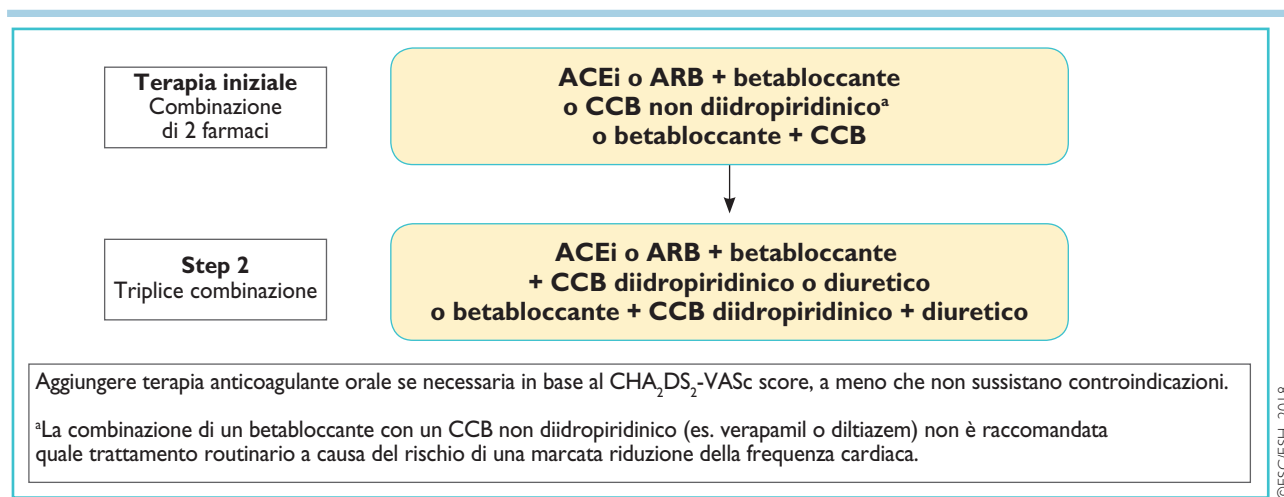 Terapia iniziale
Combinazione
di 2 farmaci
ACEi o ARB + betabloccante
o CCB non diidropiridinicoᵃ
o betabloccante + CCB
Step 2
Triplice combinazione
ACEi o ARB + betabloccante
+ CCB diidropiridinico o diuretico
o betabloccante + CCB diidropiridinico + diuretico
Aggiungere terapia anticoagulante orale se necessaria in base al CHA₂DS₂-VASc score, a meno che non sussistano controindicazioni.
ᵃLa combinazione di un betabloccante con un CCB non diidropiridinico (es. verapamil o diltiazem) non è raccomandata
quale trattamento routinario a causa del rischio di una marcata riduzione della frequenza cardiaca.
©ESC/ESH 2018